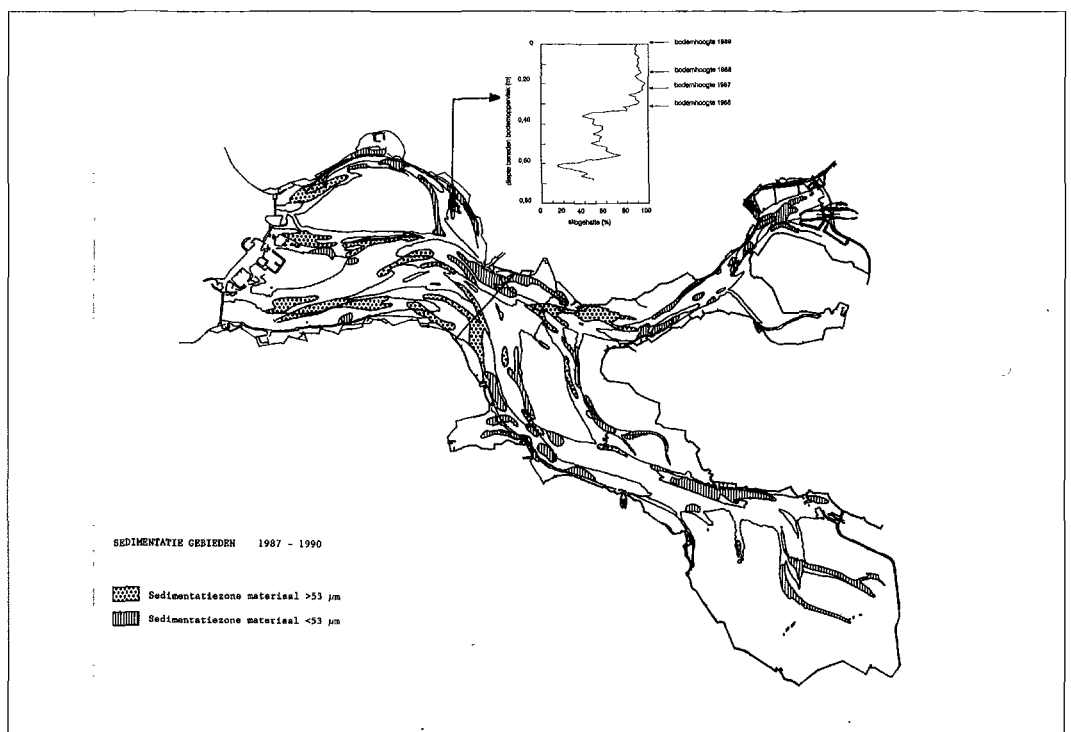 0
0,20
0,40
0,60
0,80
diepte beneden bodemoppervlak (m)
0 20 40 60 80 100
slibgehalte (%)
bodemhoogte 1989
bodemhoogte 1988
bodemhoogte 1987
bodemhoogte 1986
SEDIMENTATIE GEBIEDEN 1987 - 1990
Sedimentatiezone materiaal >53 µm
Sedimentatiezone materiaal <53 µm